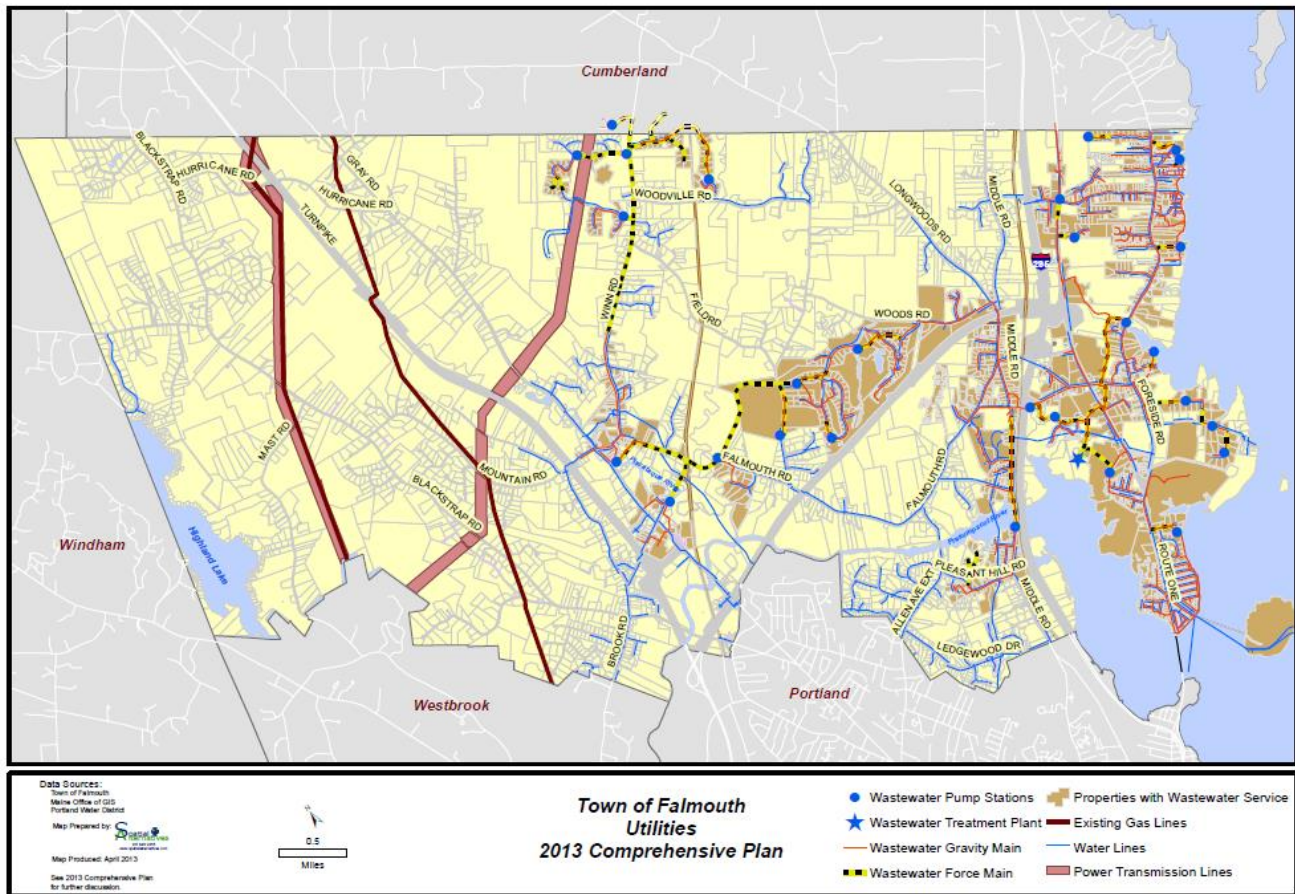 Cumberland
BLACKSTRAP RD
HURRICANE RD
GRAY RD
HURRICANE RD
TURNPIKE
WOODVILLE RD
LONGWOODS RD
MIDDLE RD
295
WINN RD
FIELD RD
WOODS RD
MIDDLE RD
FORESIDE RD
MAST RD
MOUNTAIN RD
BLACKSTRAP RD
FALMOUTH RD
FALMOUTH RD
Windham
Highland Lake
PLEASANT HILL RD
ALLEN AVE EXT
MIDDLE RD
ROUTE ONE
BROOK RD
LEDGEWOOD DR
Westbrook
Portland
Data Sources:
Town of Falmouth
Maine Office of GIS
Portland Water District
Map Prepared by:
Spatial
Alternatives
Map Produced: April 2013
See 2013 Comprehensive Plan
for further discussion.
0.5
Miles
Town of Falmouth
Utilities
2013 Comprehensive Plan
Wastewater Pump Stations
Wastewater Treatment Plant
Wastewater Gravity Main
Wastewater Force Main
Properties with Wastewater Service
Existing Gas Lines
Water Lines
Power Transmission Lines